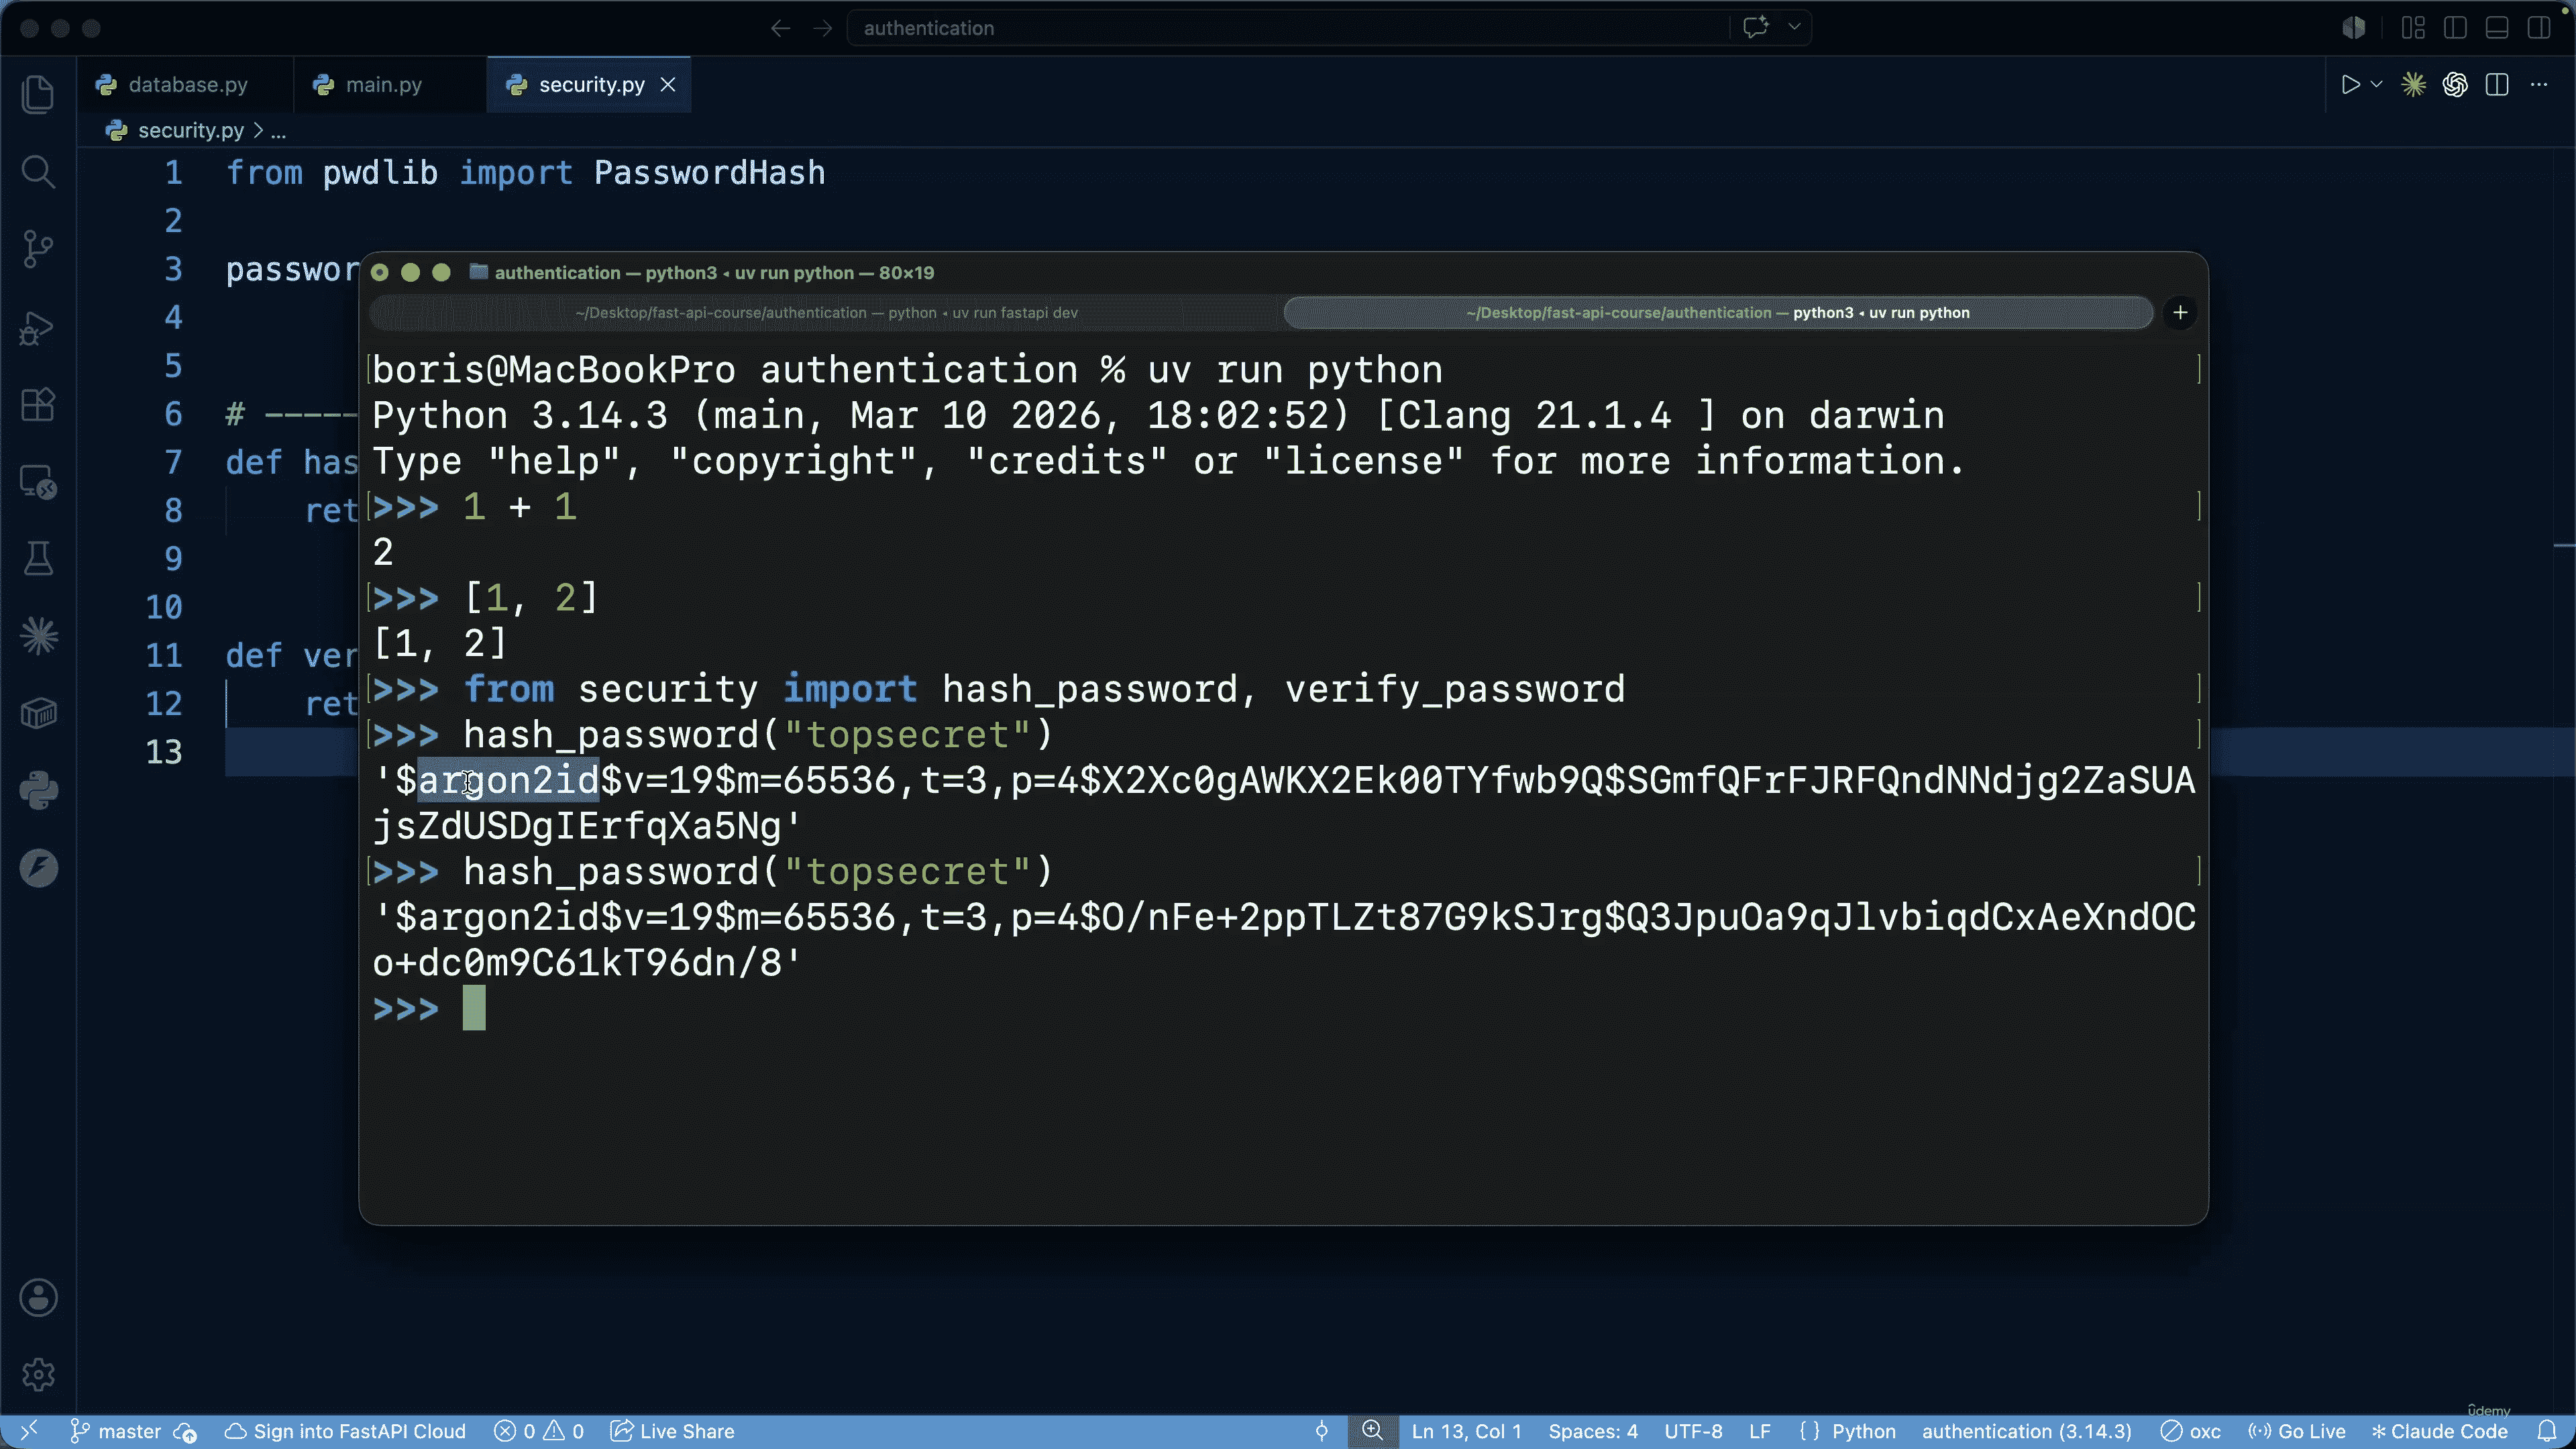 authentication
database.py
main.py
security.py
security.py > ...
1 from pwdlib import PasswordHash
2
3 passwor
4
5
6 # -----
7 def has
8 ret
9
10
11 def ver
12 ret
13
authentication — python3 ◂ uv run python — 80×19
~/Desktop/fast-api-course/authentication — python ◂ uv run fastapi dev
~/Desktop/fast-api-course/authentication — python3 ◂ uv run python
+
boris@MacBookPro authentication % uv run python
Python 3.14.3 (main, Mar 10 2026, 18:02:52) [Clang 21.1.4 ] on darwin
Type "help", "copyright", "credits" or "license" for more information.
>>> 1 + 1
2
>>> [1, 2]
[1, 2]
>>> from security import hash_password, verify_password
>>> hash_password("topsecret")
'$argon2id$v=19$m=65536,t=3,p=4$X2Xc0gAWKX2Ek00TYfwb9Q$SGmfQFrFJRFQndNNdjg2ZaSUA
jsZdUSDgIErfqXa5Ng'
>>> hash_password("topsecret")
'$argon2id$v=19$m=65536,t=3,p=4$O/nFe+2ppTLZt87G9kSJrg$Q3JpuOa9qJlvbiqdCxAeXndOC
o+dc0m9C61kT96dn/8'
>>>
udemy
master
Sign into FastAPI Cloud
0 0
Live Share
Ln 13, Col 1
Spaces: 4
UTF-8
LF
{ } Python
authentication (3.14.3)
oxc
Go Live
Claude Code